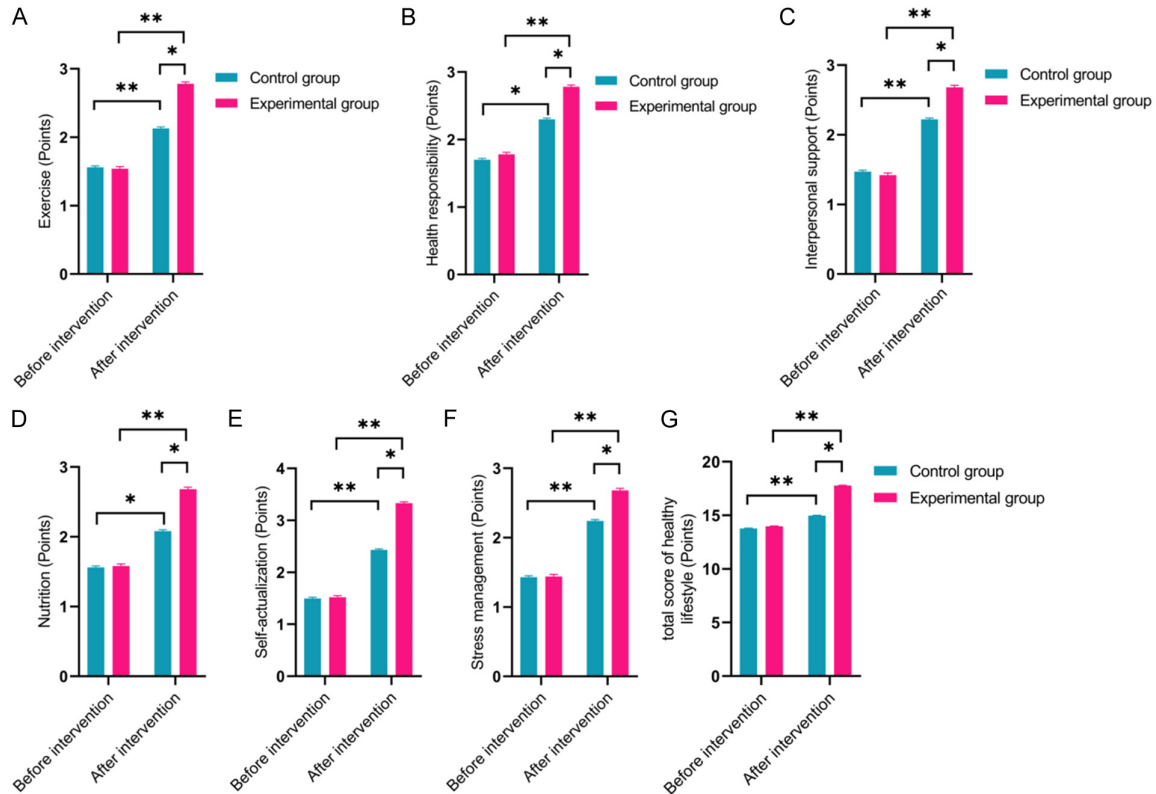 A
**
*
**
3
2
1
0
Exercise (Points)
Control group
Experimental group
Before intervention
After intervention
B
**
*
*
3
2
1
0
Health responsibility (Points)
Control group
Experimental group
Before intervention
After intervention
C
**
*
**
3
2
1
0
Interpersonal support (Points)
Control group
Experimental group
Before intervention
After intervention
D
**
*
*
3
2
1
0
Nutrition (Points)
Before intervention
After intervention
E
**
*
**
4
3
2
1
0
Self-actualization (Points)
Before intervention
After intervention
F
**
*
**
3
2
1
0
Stress management (Points)
Before intervention
After intervention
G
**
*
**
20
15
10
5
0
total score of healthy
lifestyle (Points)
Control group
Experimental group
Before intervention
After intervention